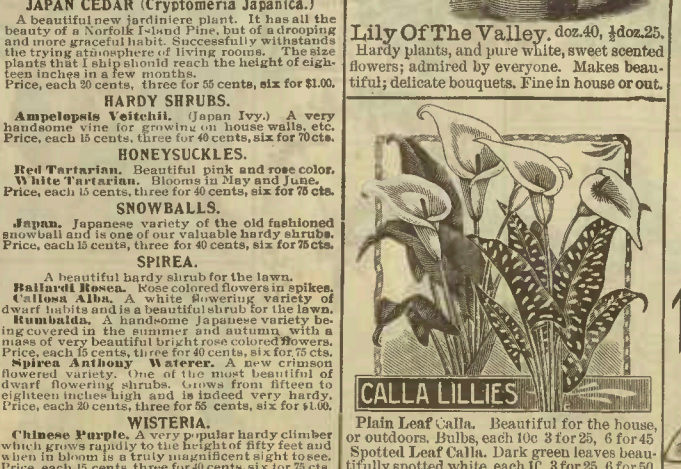 JAPAN CEDAR (Cryptomeria Japanica.)
A beautiful new jardiniere plant. It has all the
beauty of a Norfolk Island Pine, but of a drooping
and more graceful habit. Successfully withstands
the trying atmosphere of living rooms. The size
plants that I ship should reach the height of eigh-
teen inches in a few months.
Price, each 20 cents, three for 55 cents, six for $1.00.
HARDY SHRUBS.
Ampelopsis Veitchii. (Japan Ivy.) A very
handsome vine for growing on house walls, etc.
Price, each 15 cents, three for 40 cents, six for 70 cts.
HONEYSUCKLES.
Red Tartarian. Beautiful pink and rose color.
White Tartarian. Blooms in May and June.
Price, each 15 cents, three for 40 cents, six for 75 cts.
SNOWBALLS.
Japan. Japanese variety of the old fashioned
snowball and is one of our valuable hardy shrubs.
Price, each 15 cents, three for 40 cents, six for 75 cts.
SPIREA.
A beautiful hardy shrub for the lawn.
Ballardi Rosea. Rose colored flowers in spikes.
Callosa Alba. A white flowering variety of
dwarf habits and is a beautiful shrub for the lawn.
Rumbalda. A handsome Japanese variety be-
ing covered in the summer and autumn with a
mass of very beautiful bright rose colored flowers.
Price, each 15 cents, three for 40 cents, six for 75 cts.
Spirea Anthony Waterer. A new crimson
flowered variety. One of the most beautiful of
dwarf flowering shrubs. Grows from fifteen to
eighteen inches high and is indeed very hardy.
Price, each 20 cents, three for 55 cents, six for $1.00.
WISTERIA.
Chinese Purple. A very popular hardy climber
which grows rapidly to the height of fifty feet and
when in bloom is a truly magnificent sight to see.
Price, each 15 cents, three for 40 cents, six for 75 cts.
Lily Of The Valley. doz. 40, ½doz. 25.
Hardy plants, and pure white, sweet scented
flowers; admired by everyone. Makes beau-
tiful; delicate bouquets. Fine in house or out.
CALLA LILLIES
Plain Leaf Calla. Beautiful for the house,
or outdoors. Bulbs, each 10c 3 for 25, 6 for 45
Spotted Leaf Calla. Dark green leaves beau-
tifully spotted white, each 1 3 for 25, 6 for 50